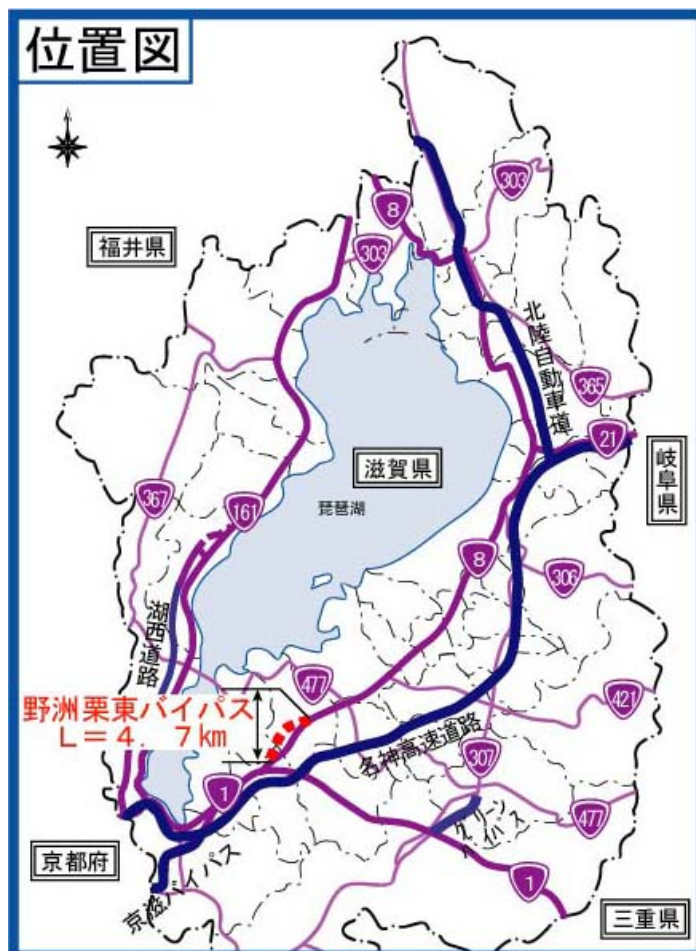 位置図
303
8
福井県
303
北陸自動車道
365
21
岐阜県
滋賀県
367
161
琵琶湖
8
306
湖西道路
477
野洲栗東バイパス
L=4．7km
421
名神高速道路
307
1
477
グリーン
バイパス
京都府
京滋バイパス
1
三重県